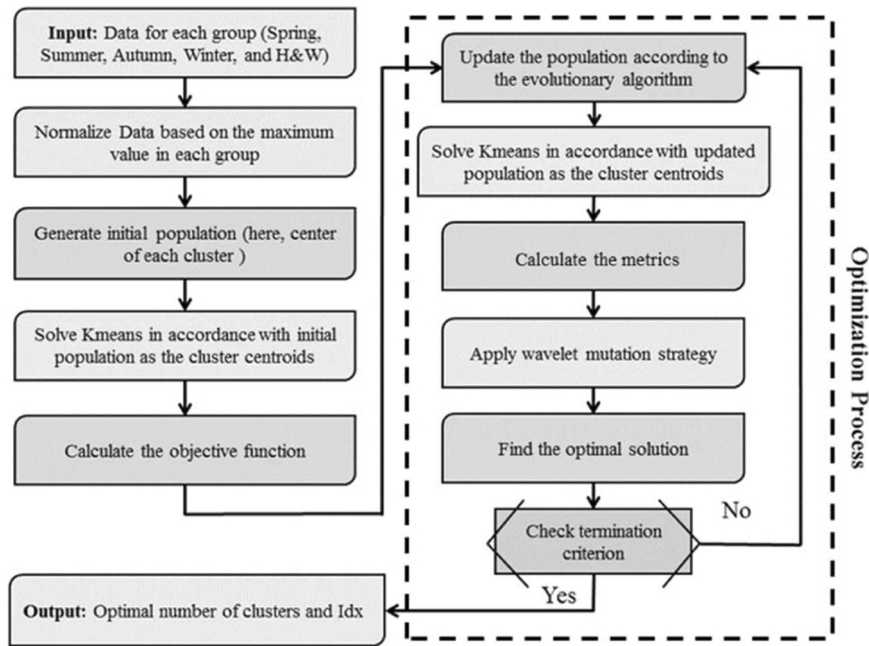 Input: Data for each group (Spring,
Summer, Autumn, Winter, and H&W)
Normalize Data based on the maximum
value in each group
Generate initial population (here, center
of each cluster )
Solve Kmeans in accordance with initial
population as the cluster centroids
Calculate the objective function
Update the population according to
the evolutionary algorithm
Solve Kmeans in accordance with updated
population as the cluster centroids
Calculate the metrics
Apply wavelet mutation strategy
Find the optimal solution
Check termination
criterion
No
Yes
Output: Optimal number of clusters and Idx
Optimization Process